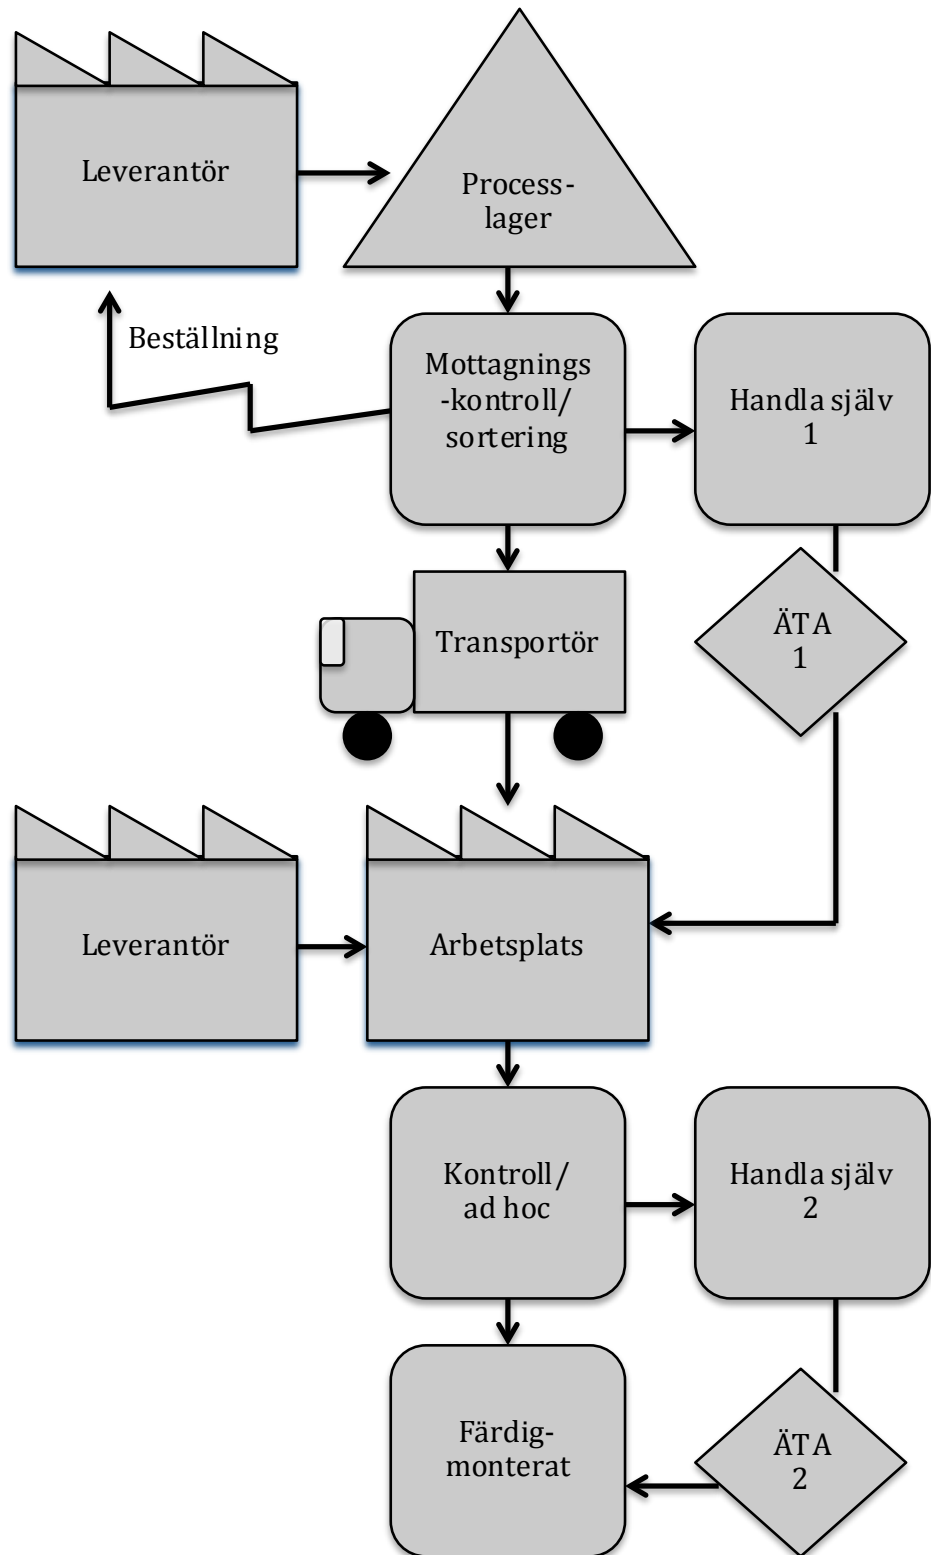 Leverantör
Process-
lager
Beställning
Mottagnings
-kontroll/
sortering
Handla själv
1
Transportör
ÄTA
1
Leverantör
Arbetsplats
Kontroll/
ad hoc
Handla själv
2
Färdig-
monterat
ÄTA
2